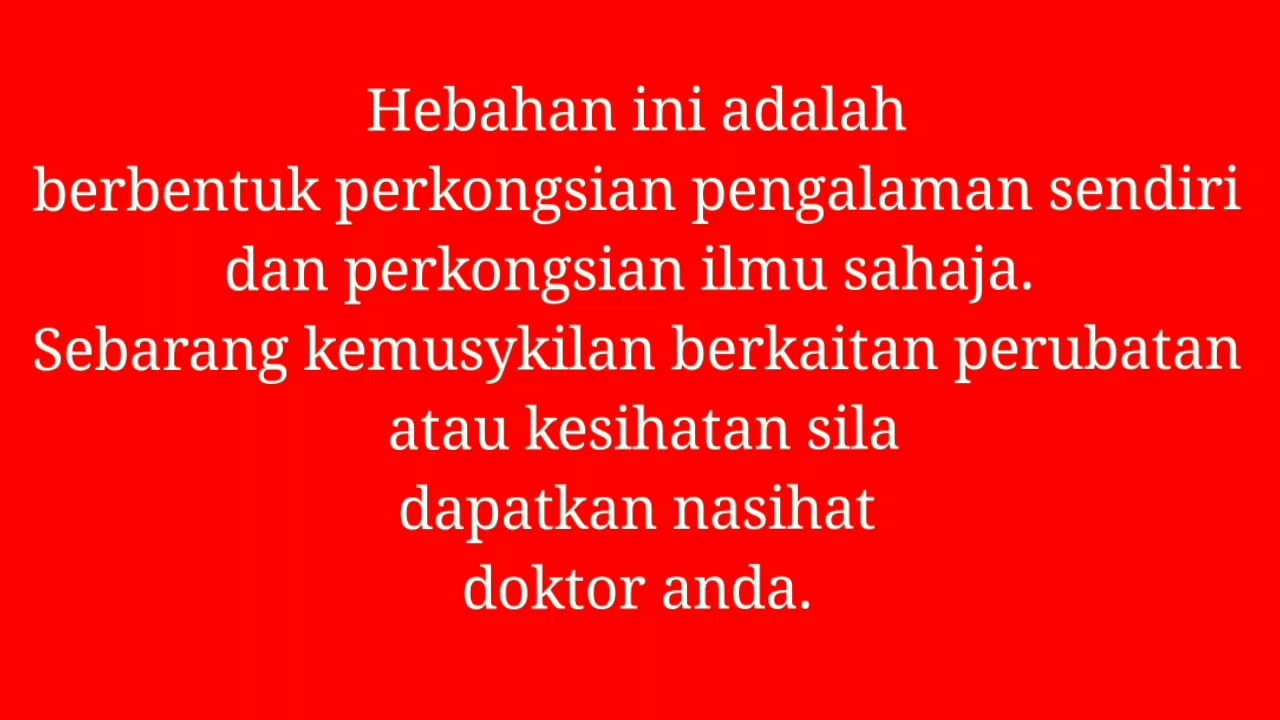 Hebahan ini adalah
berbentuk perkongsian pengalaman sendiri
dan perkongsian ilmu sahaja.
Sebarang kemusykilan berkaitan perubatan
atau kesihatan sila
dapatkan nasihat
doktor anda.